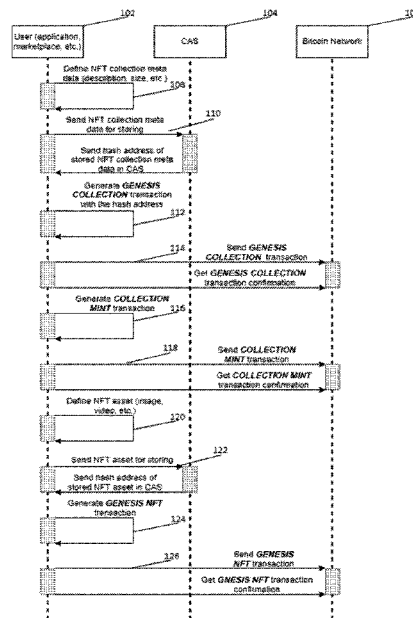 102
104
10
User (application,
marketplace, etc.)
CAS
Bitcoin Network
Define NFT collection meta
data (description, size, etc.)
108
Send NFT collection meta
data for storing
110
Send hash address of
stored NFT collection meta
data in CAS
Generate GENESIS
COLLECTION transaction
with the hash address
112
114
Send GENESIS
COLLECTION transaction
Get GENESIS COLLECTION
transaction confirmation
Generate COLLECTION
MINT transaction
116
118
Send COLLECTION
MINT transaction
Get COLLECTION MINT
transaction confirmation
Define NFT asset (image,
video, etc.)
120
Send NFT asset for storing
122
Send hash address of
stored NFT asset in CAS
Generate GENESIS NFT
transaction
124
126
Send GENESIS
NFT transaction
Get GNESIS NFT transaction
confirmation